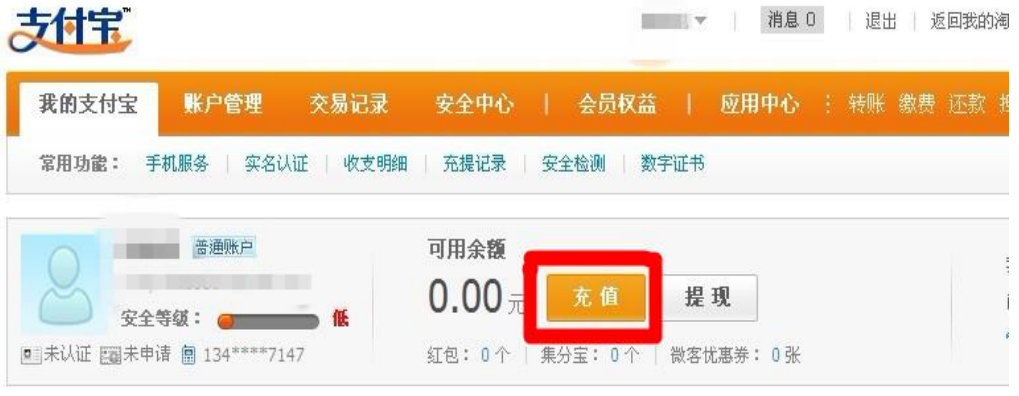 支付宝™
消息 0 | 退出 | 返回我的淘
我的支付宝 账户管理 交易记录 安全中心 | 会员权益 | 应用中心 : 转账 缴费 还款
常用功能： 手机服务 | 实名认证 | 收支明细 | 充提记录 | 安全检测 | 数字证书
普通账户
安全等级： 低
未认证 未申请 134****7147
可用余额
0.00 元 充值 提现
红包： 0 个 | 集分宝： 0 个 | 微客优惠券： 0 张